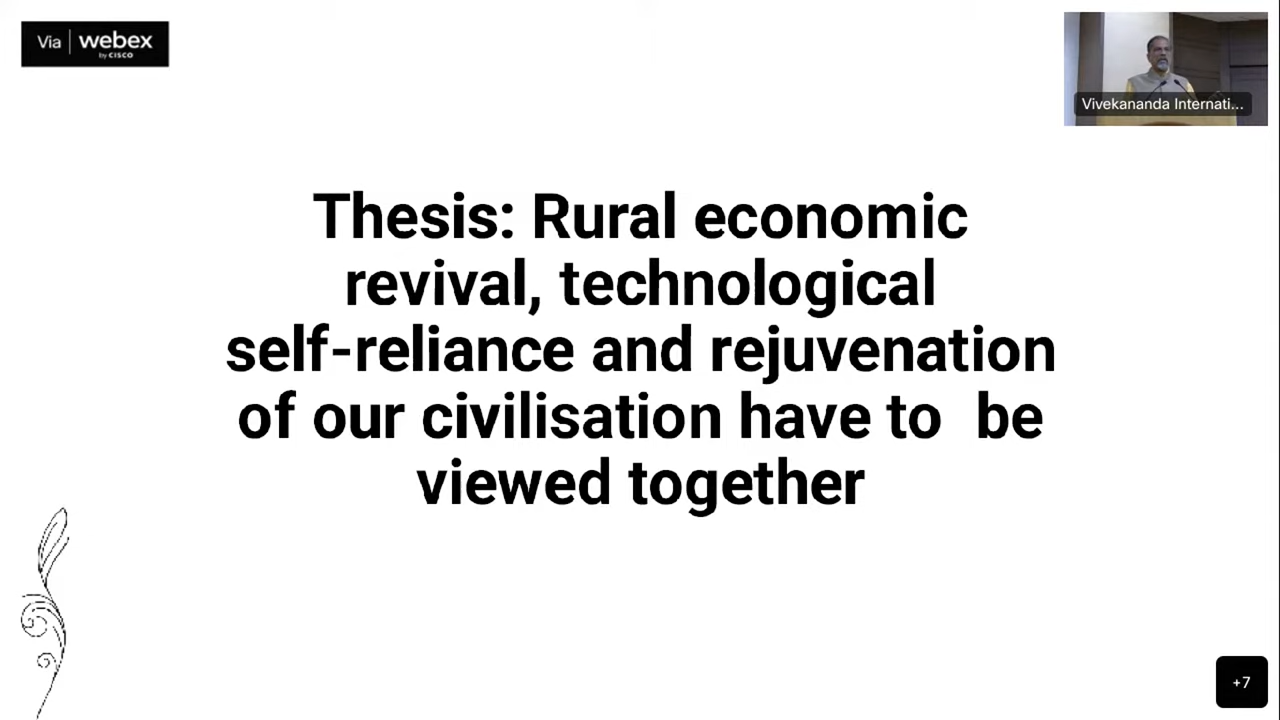 Via | webex
by CISCO
Vivekananda Internati...
Thesis: Rural economic
revival, technological
self-reliance and rejuvenation
of our civilisation have to  be
viewed together
+7